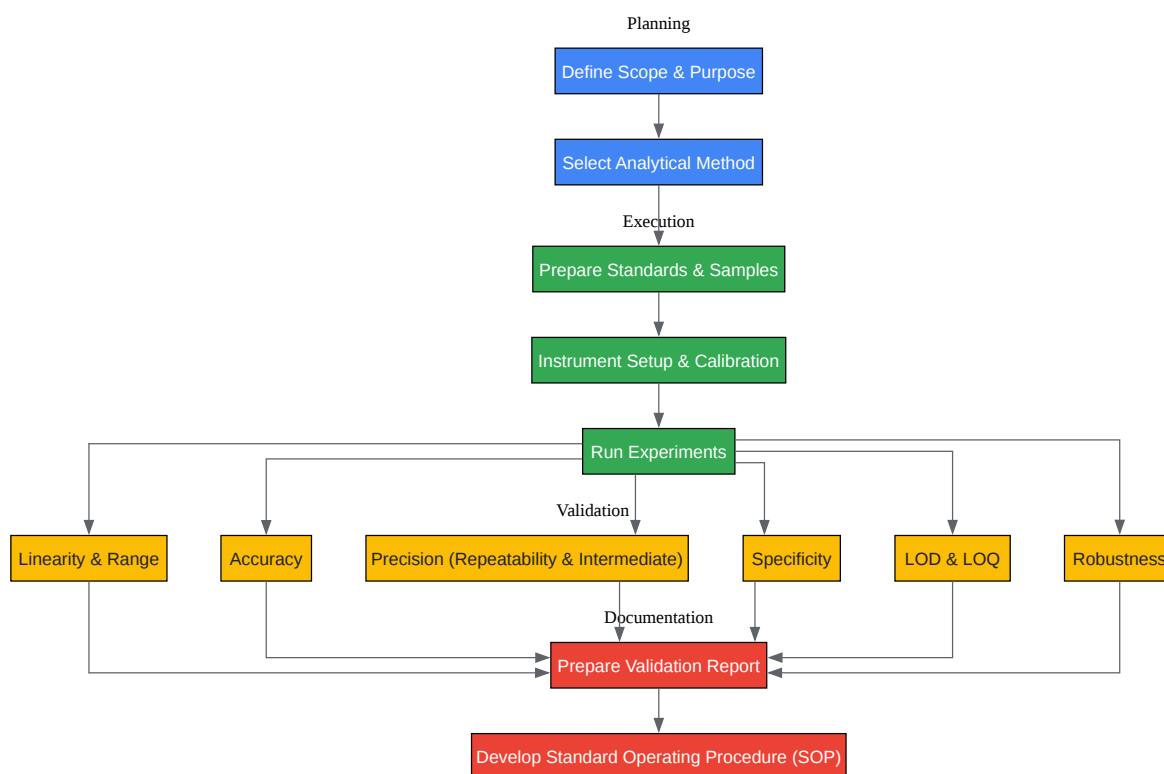 Planning
Define Scope & Purpose
Select Analytical Method
Execution
Prepare Standards & Samples
Instrument Setup & Calibration
Run Experiments
Validation
Linearity & Range
Accuracy
Precision (Repeatability & Intermediate)
Specificity
LOD & LOQ
Robustness
Documentation
Prepare Validation Report
Develop Standard Operating Procedure (SOP)